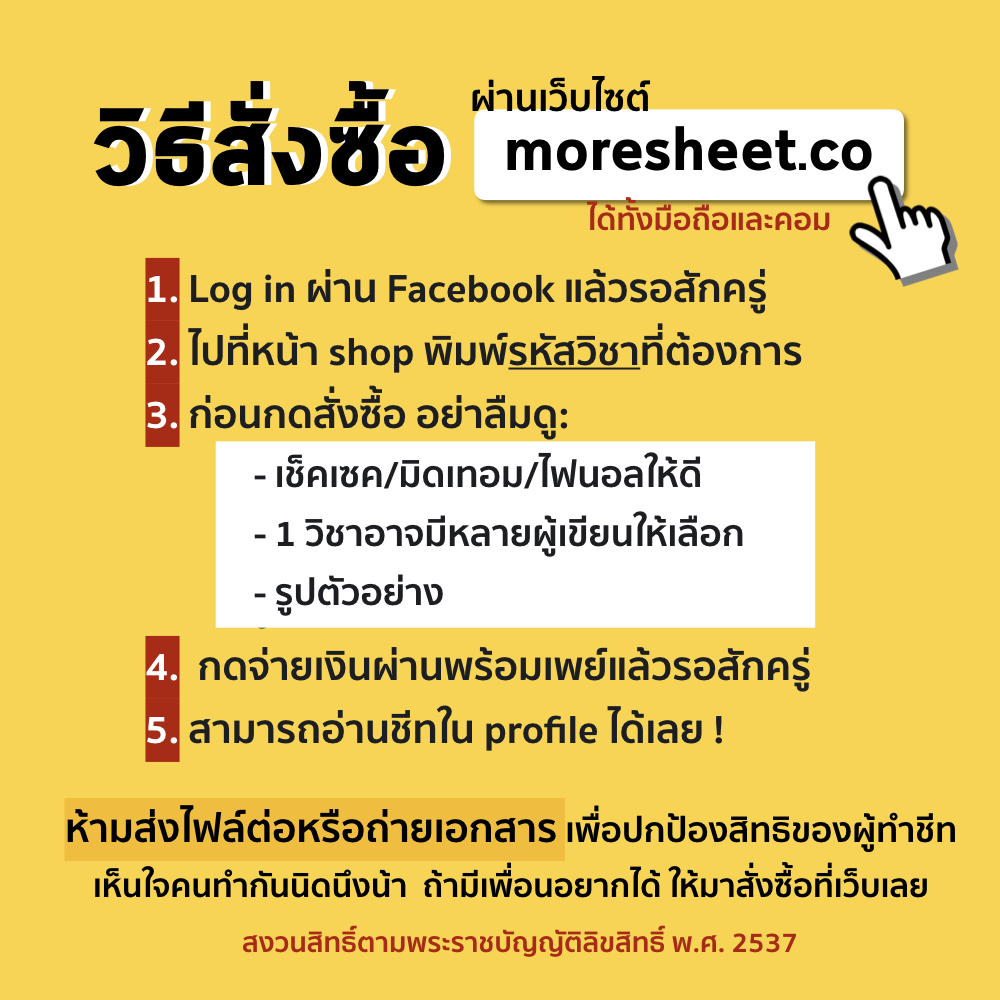 วิธีสั่งซื้อ
ผ่านเว็บไซต์
moresheet.co
ได้ทั้งมือถือและคอม
1. Log in ผ่าน Facebook แล้วรอสักครู่
2. ไปที่หน้า shop พิมพ์รหัสวิชาที่ต้องการ
3. ก่อนกดสั่งซื้อ อย่าลืมดู:
- เช็คเซค/มิดเทอม/ไฟนอลให้ดี
- 1 วิชาอาจมีหลายผู้เขียนให้เลือก
- รูปตัวอย่าง
4. กดจ่ายเงินผ่านพร้อมเพย์แล้วรอสักครู่
5. สามารถอ่านชีทใน profile ได้เลย !
ห้ามส่งไฟล์ต่อหรือถ่ายเอกสาร เพื่อปกป้องสิทธิของผู้ทำชีท
เห็นใจคนทำกันนิดนึงน้า ถ้ามีเพื่อนอยากได้ ให้มาสั่งซื้อที่เว็บเลย
สงวนสิทธิ์ตามพระราชบัญญัติลิขสิทธิ์ พ.ศ. 2537